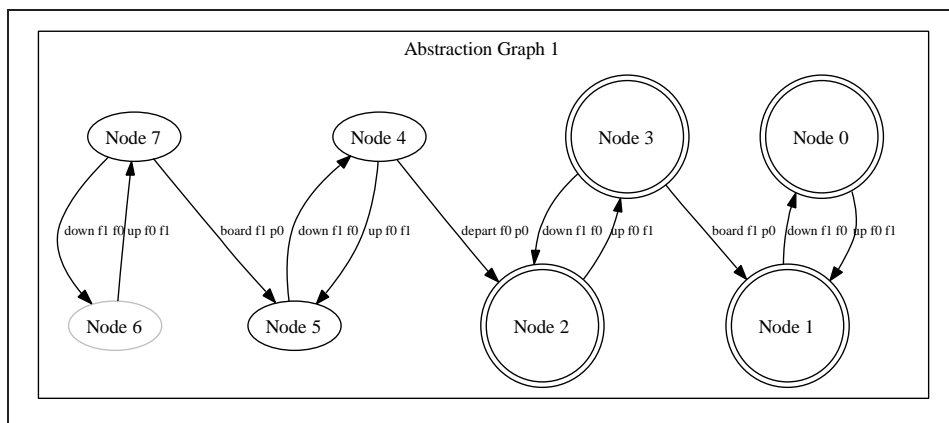 Abstraction Graph 1
Node 7
Node 4
Node 3
Node 0
down f1 f0
up f0 f1
board f1 p0
down f1 f0
up f0 f1
depart f0 p0
down f1 f0
up f0 f1
board f1 p0
down f1 f0
up f0 f1
Node 6
Node 5
Node 2
Node 1